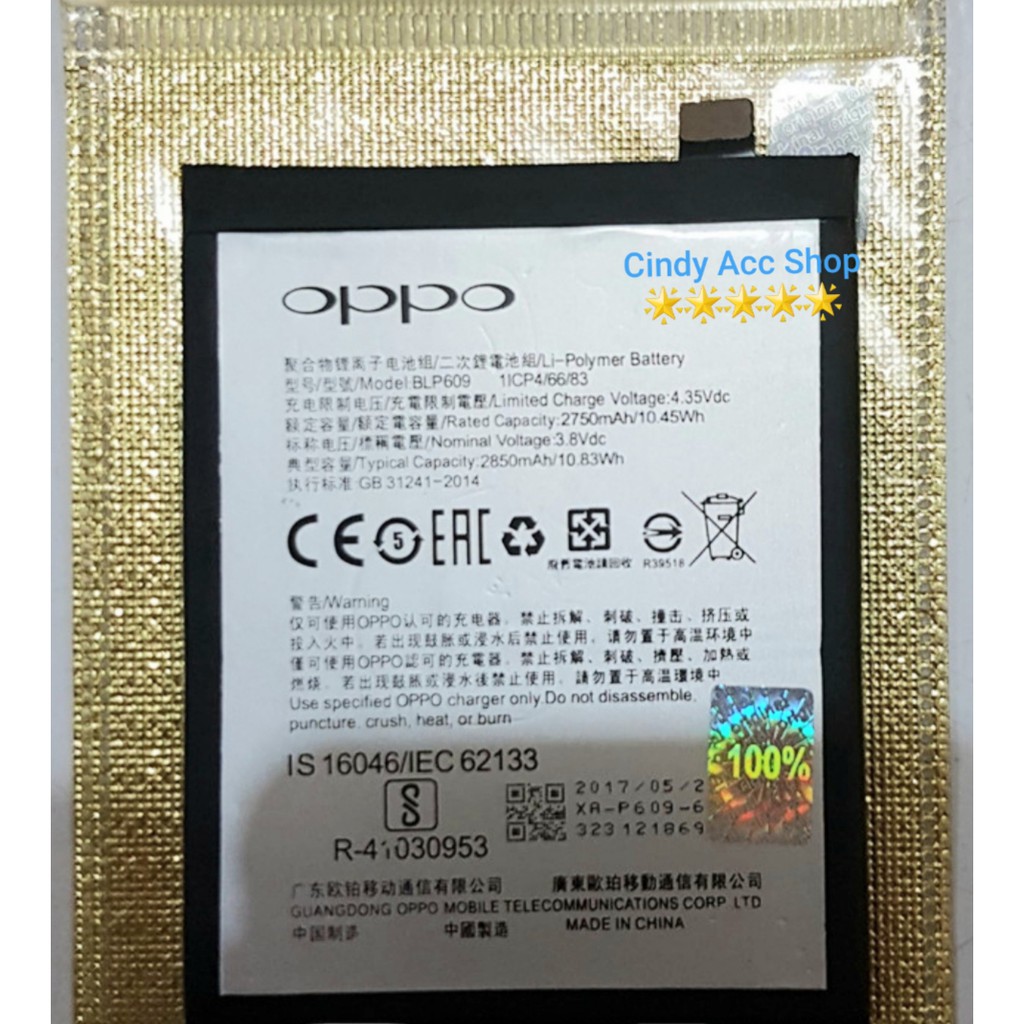 Cindy Acc Shop
oppo
聚合物锂离子电池组/二次鋰電池組/Li-Polymer Battery
型号/型號/Model:BLP609 1ICP4/66/83
充电限制电压/充電限制電壓/Limited Charge Voltage:4.35Vdc
额定容量/額定電容量/Rated Capacity:2750mAh/10.45Wh
标称电压/標稱電壓/Nominal Voltage:3.8Vdc
典型容量/Typical Capacity:2850mAh/10.83Wh
执行标准:GB 31241-2014
CE 5 EAC
廢舊電池請回收 R39518
警告/Warning
仅可使用OPPO认可的充电器。禁止拆解、刺破、撞击、挤压或
投入火中。若出现鼓胀或浸水后禁止使用。请勿置于高温环境中
僅可使用OPPO認可的充電器。禁止拆解、刺破、擠壓、加熱或
燃燒。若出现鼓胀或浸水後禁止使用。請勿置于高溫環境中
Use specified OPPO charger only.Do not disassemble,
puncture, crush, heat, or burn
original
100%
IS 16046/IEC 62133
2017/05/2
XA-P609-6
323121869
R-41030953
广东欧珀移动通信有限公司 廣東歐珀移動通信有限公司
GUANGDONG OPPO MOBILE TELECOMMUNICATIONS CORP. LTD
中国制造 中國製造 MADE IN CHINA